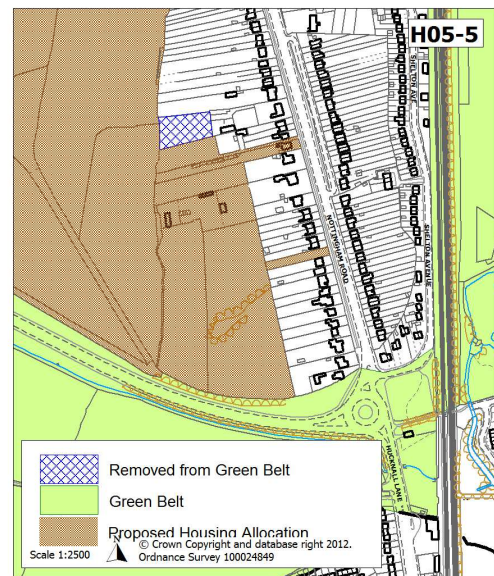 H05-5
SHELTON AVE
NOTTINGHAM ROAD
SHELTON AVENUE
HUCKNALL LANE
Removed from Green Belt
Green Belt
Proposed Housing Allocation
N
Scale 1:2500
© Crown Copyright and database right 2012.
Ordnance Survey 100024849